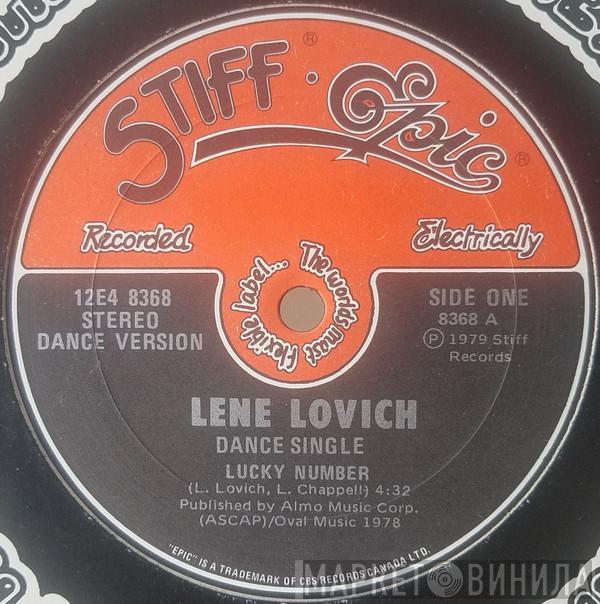 STIFF® · Epic®
Recorded
Electrically
The worlds most flexible label...
12E4 8368
STEREO
DANCE VERSION
SIDE ONE
8368 A
Ⓟ 1979 Stiff
Records
LENE LOVICH
DANCE SINGLE
LUCKY NUMBER
(L. Lovich, L. Chappell) 4:32
Published by Almo Music Corp.
(ASCAP)/Oval Music 1978
"EPIC" IS A TRADEMARK OF CBS RECORDS CANADA LTD.
МАРКЕТ ВИНИЛА